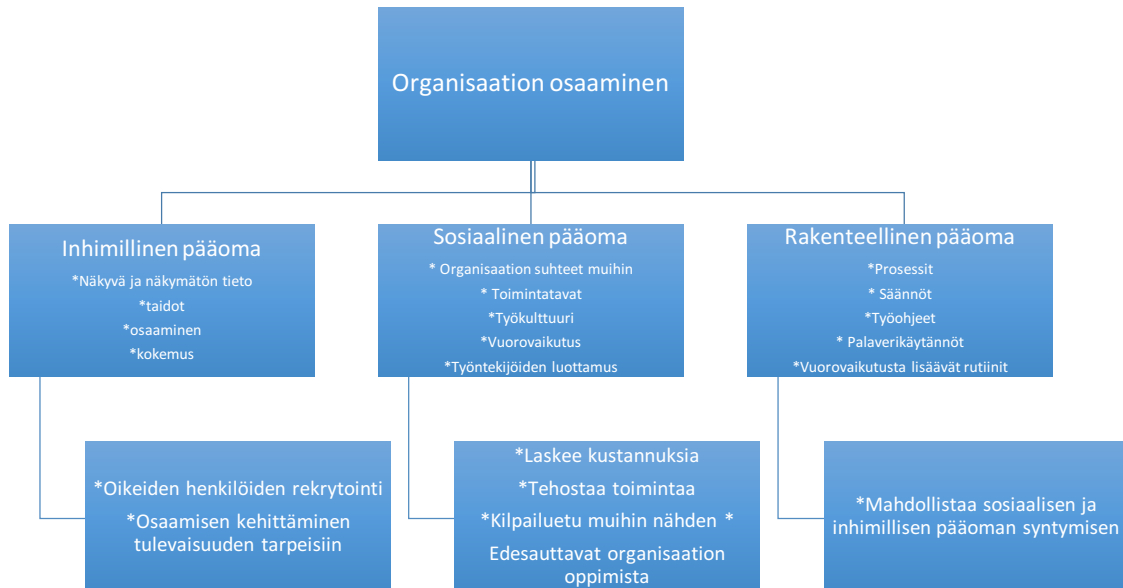 Organisaation osaaminen
Inhimillinen pääoma
*Näkyvä ja näkymätön tieto
*taidot
*osaaminen
*kokemus
Sosiaalinen pääoma
* Organisaation suhteet muihin
* Toimintatavat
*Työkulttuuri
*Vuorovaikutus
*Työntekijöiden luottamus
Rakenteellinen pääoma
*Prosessit
* Säännöt
*Työohjeet
* Palaverikäytännöt
*Vuorovaikutusta lisäävät rutiinit
*Oikeiden henkilöiden rekrytointi
*Osaamisen kehittäminen
tulevaisuuden tarpeisiin
*Laskee kustannuksia
*Tehostaa toimintaa
*Kilpailuetu muihin nähden *
Edesauttavat organisaation
oppimista
*Mahdollistaa sosiaalisen ja
inhimillisen pääoman syntymisen